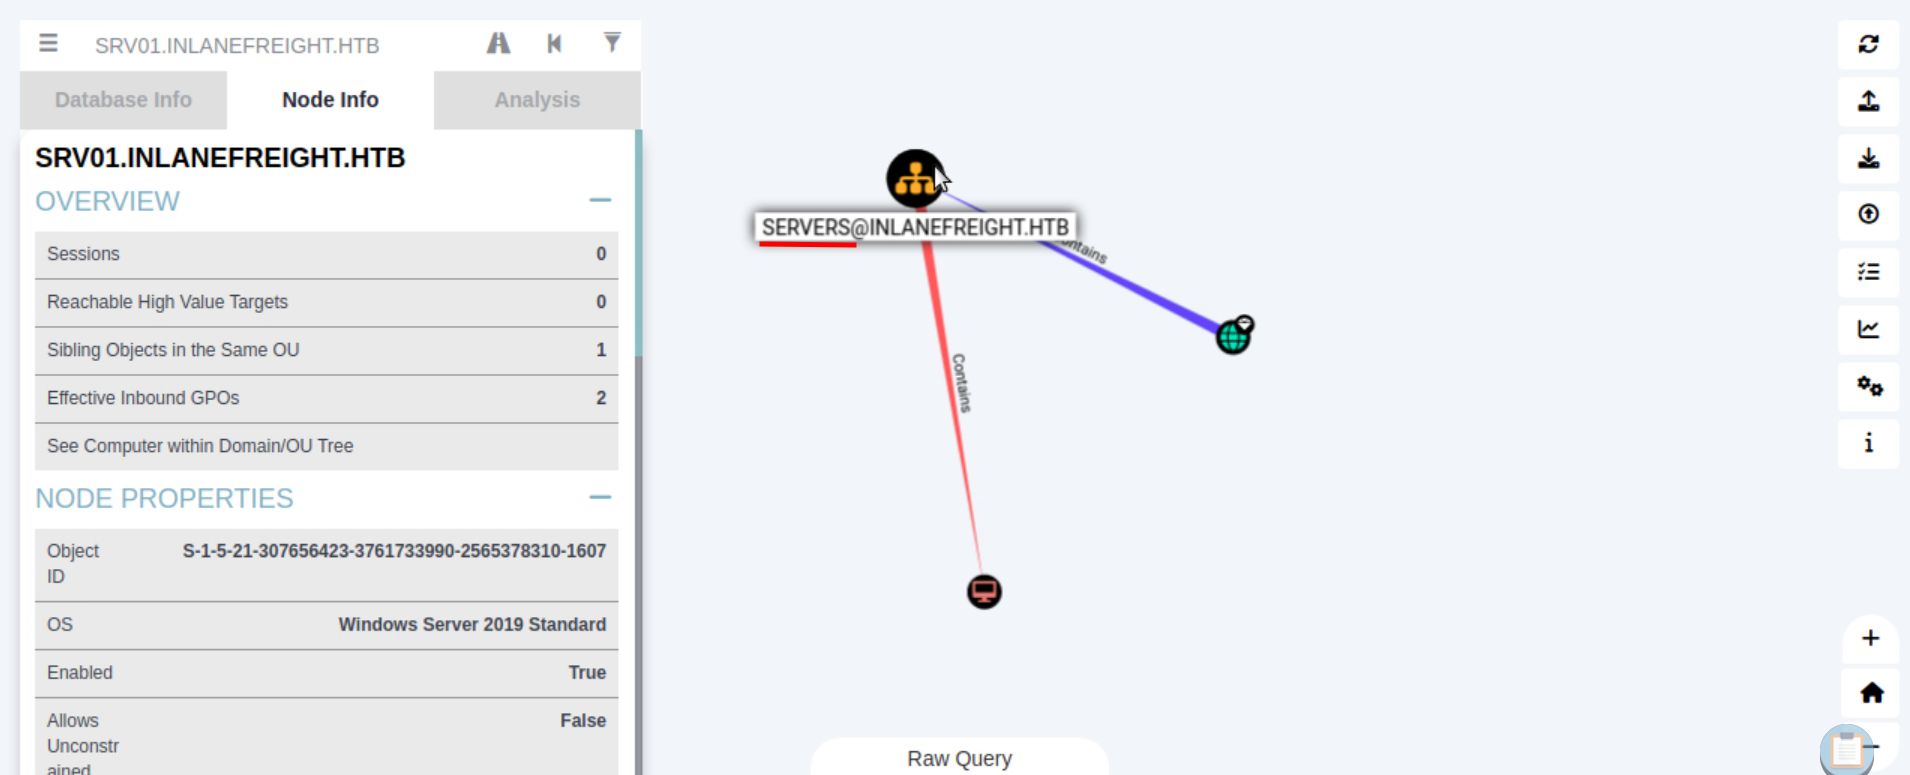 SRV01.INLANEFREIGHT.HTB
Database Info
Node Info
Analysis
SRV01.INLANEFREIGHT.HTB
OVERVIEW
Sessions 0
Reachable High Value Targets 0
Sibling Objects in the Same OU 1
Effective Inbound GPOs 2
See Computer within Domain/OU Tree
NODE PROPERTIES
Object S-1-5-21-307656423-3761733990-2565378310-1607
ID
OS Windows Server 2019 Standard
Enabled True
Allows False
Unconstr
ained
SERVERS@INLANEFREIGHT.HTB
ontains
Contains
Raw Query